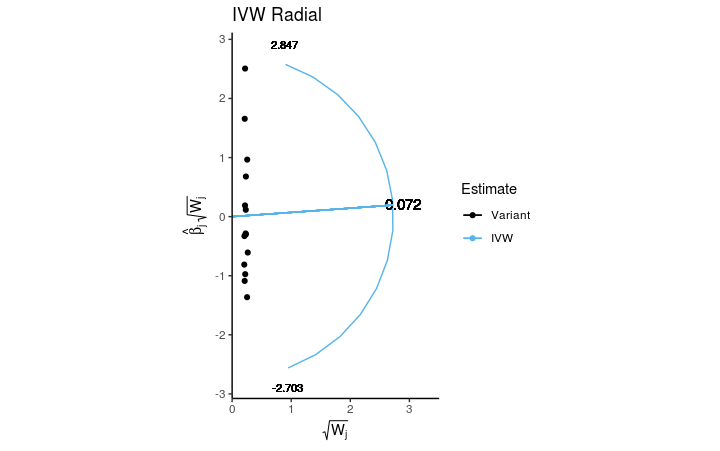 IVW Radial
3
2.847
2
1
0
-1
-2
-3
β̂j√Wj
0.072
-2.703
0 1 2 3
√Wj
Estimate
Variant
IVW